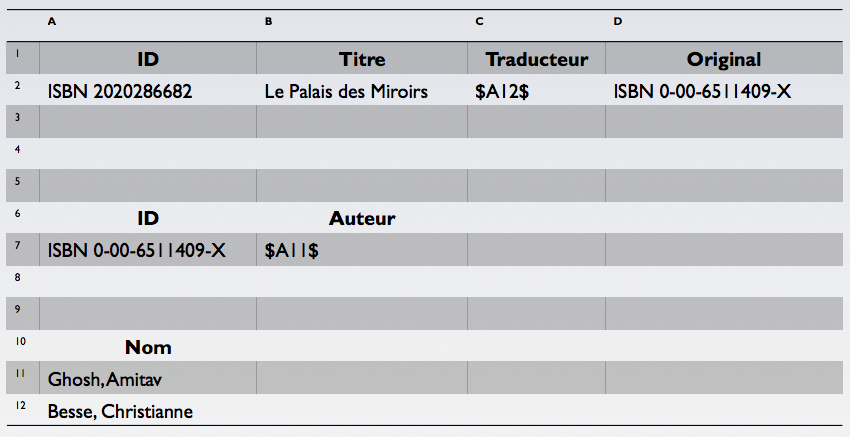 A B C D
1 ID Titre Traducteur Original
2 ISBN 2020286682 Le Palais des Miroirs $A12$ ISBN 0-00-6511409-X
3
4
5
6 ID Auteur
7 ISBN 0-00-6511409-X $A11$
8
9
10 Nom
11 Ghosh, Amitav
12 Besse, Christianne